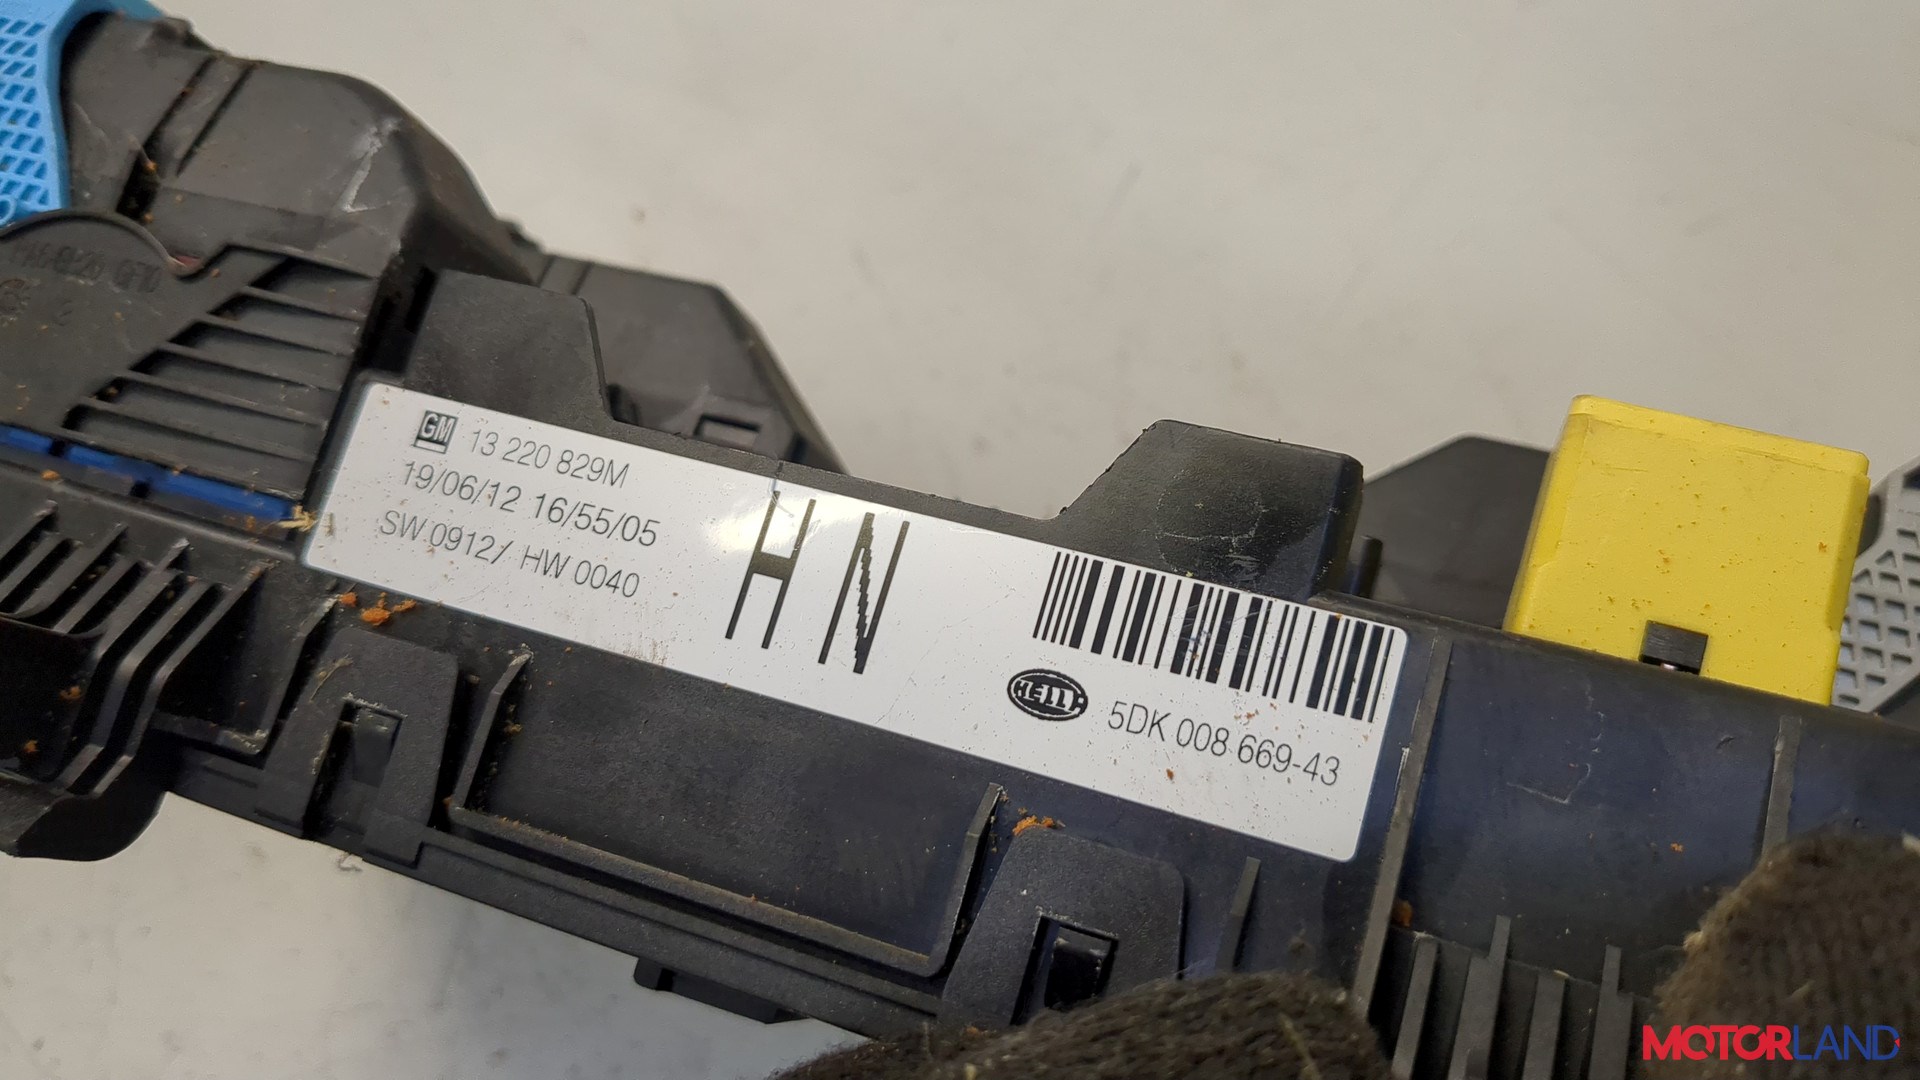 GM 13 220 829M
19/06/12 16/55/05
SW 0912/ HW 0040
HN
HELLA 5DK 008 669-43
MOTORLAND